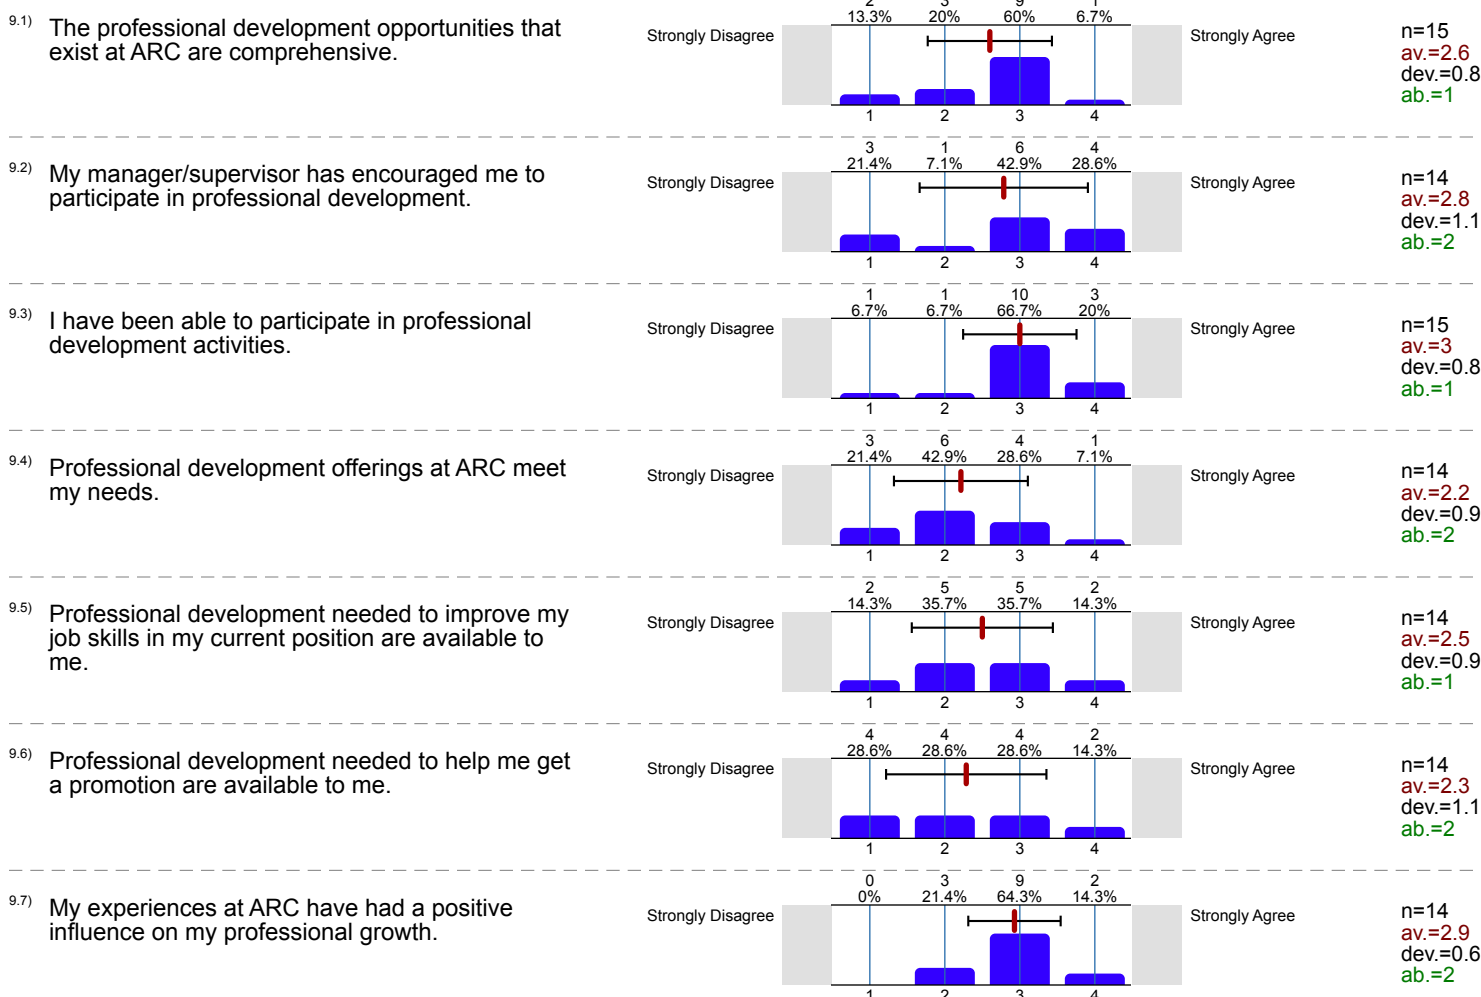 2 3 9 1
13.3% 20% 60% 6.7%
9.1) The professional development opportunities that
exist at ARC are comprehensive.
Strongly Disagree
Strongly Agree
n=15
av.=2.6
dev.=0.8
ab.=1
1 2 3 4
3 1 6 4
21.4% 7.1% 42.9% 28.6%
9.2) My manager/supervisor has encouraged me to
participate in professional development.
Strongly Disagree
Strongly Agree
n=14
av.=2.8
dev.=1.1
ab.=2
1 2 3 4
1 1 10 3
6.7% 6.7% 66.7% 20%
9.3) I have been able to participate in professional
development activities.
Strongly Disagree
Strongly Agree
n=15
av.=3
dev.=0.8
ab.=1
1 2 3 4
3 6 4 1
21.4% 42.9% 28.6% 7.1%
9.4) Professional development offerings at ARC meet
my needs.
Strongly Disagree
Strongly Agree
n=14
av.=2.2
dev.=0.9
ab.=2
1 2 3 4
2 5 5 2
14.3% 35.7% 35.7% 14.3%
9.5) Professional development needed to improve my
job skills in my current position are available to
me.
Strongly Disagree
Strongly Agree
n=14
av.=2.5
dev.=0.9
ab.=1
1 2 3 4
4 4 4 2
28.6% 28.6% 28.6% 14.3%
9.6) Professional development needed to help me get
a promotion are available to me.
Strongly Disagree
Strongly Agree
n=14
av.=2.3
dev.=1.1
ab.=2
1 2 3 4
0 3 9 2
0% 21.4% 64.3% 14.3%
9.7) My experiences at ARC have had a positive
influence on my professional growth.
Strongly Disagree
Strongly Agree
n=14
av.=2.9
dev.=0.6
ab.=2
1 2 3 4